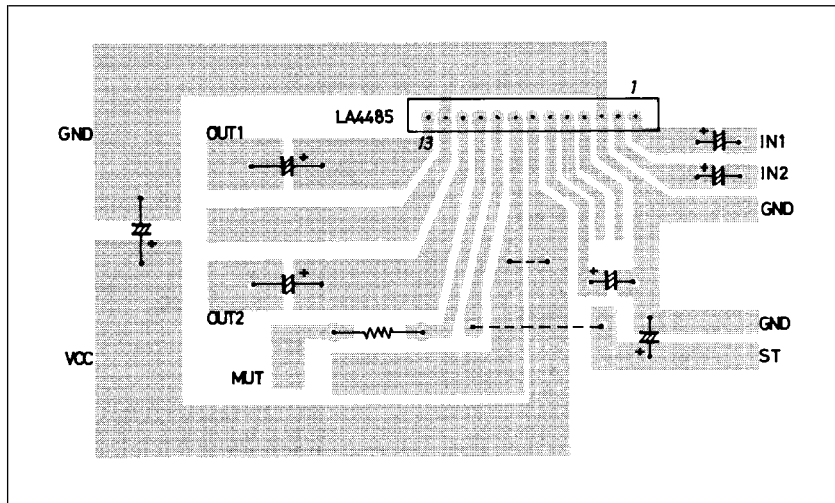 1
LA4485
GND
OUT1
13
IN1
IN2
GND
OUT2
GND
VCC
MUT
ST